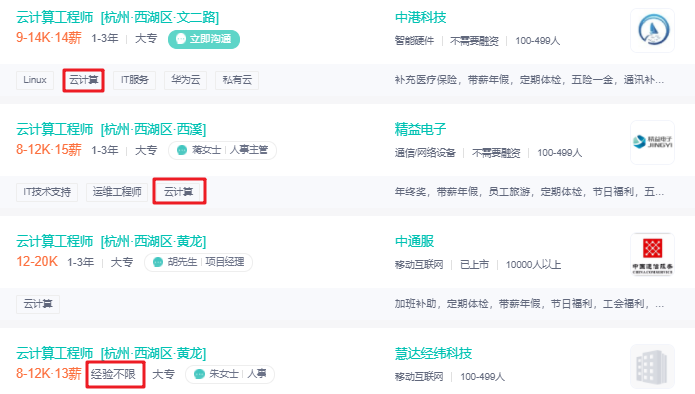 云计算工程师 [杭州·西湖区·文二路]
中港科技
9-14K·14薪 1-3年 大专 立即沟通
智能硬件 不需要融资 100-499人
Linux 云计算 IT服务 华为云 私有云
补充医疗保险，带薪年假，定期体检，五险一金，通讯补...
云计算工程师 [杭州·西湖区·西溪]
精益电子
精益电子
JINGYI
8-12K·15薪 1-3年 大专 蒋女士 人事主管
通信/网络设备 不需要融资 100-499人
IT技术支持 运维工程师 云计算
年终奖，带薪年假，员工旅游，定期体检，节日福利，五...
云计算工程师 [杭州·西湖区·黄龙]
中通服
12-20K 1-3年 大专 胡先生 项目经理
移动互联网 已上市 10000人以上
中国通信服务
云计算
加班补助，定期体检，带薪年假，节日福利，工会福利，...
云计算工程师 [杭州·西湖区·黄龙]
慧达经纬科技
8-12K·13薪 经验不限 大专 朱女士 人事
移动互联网 100-499人